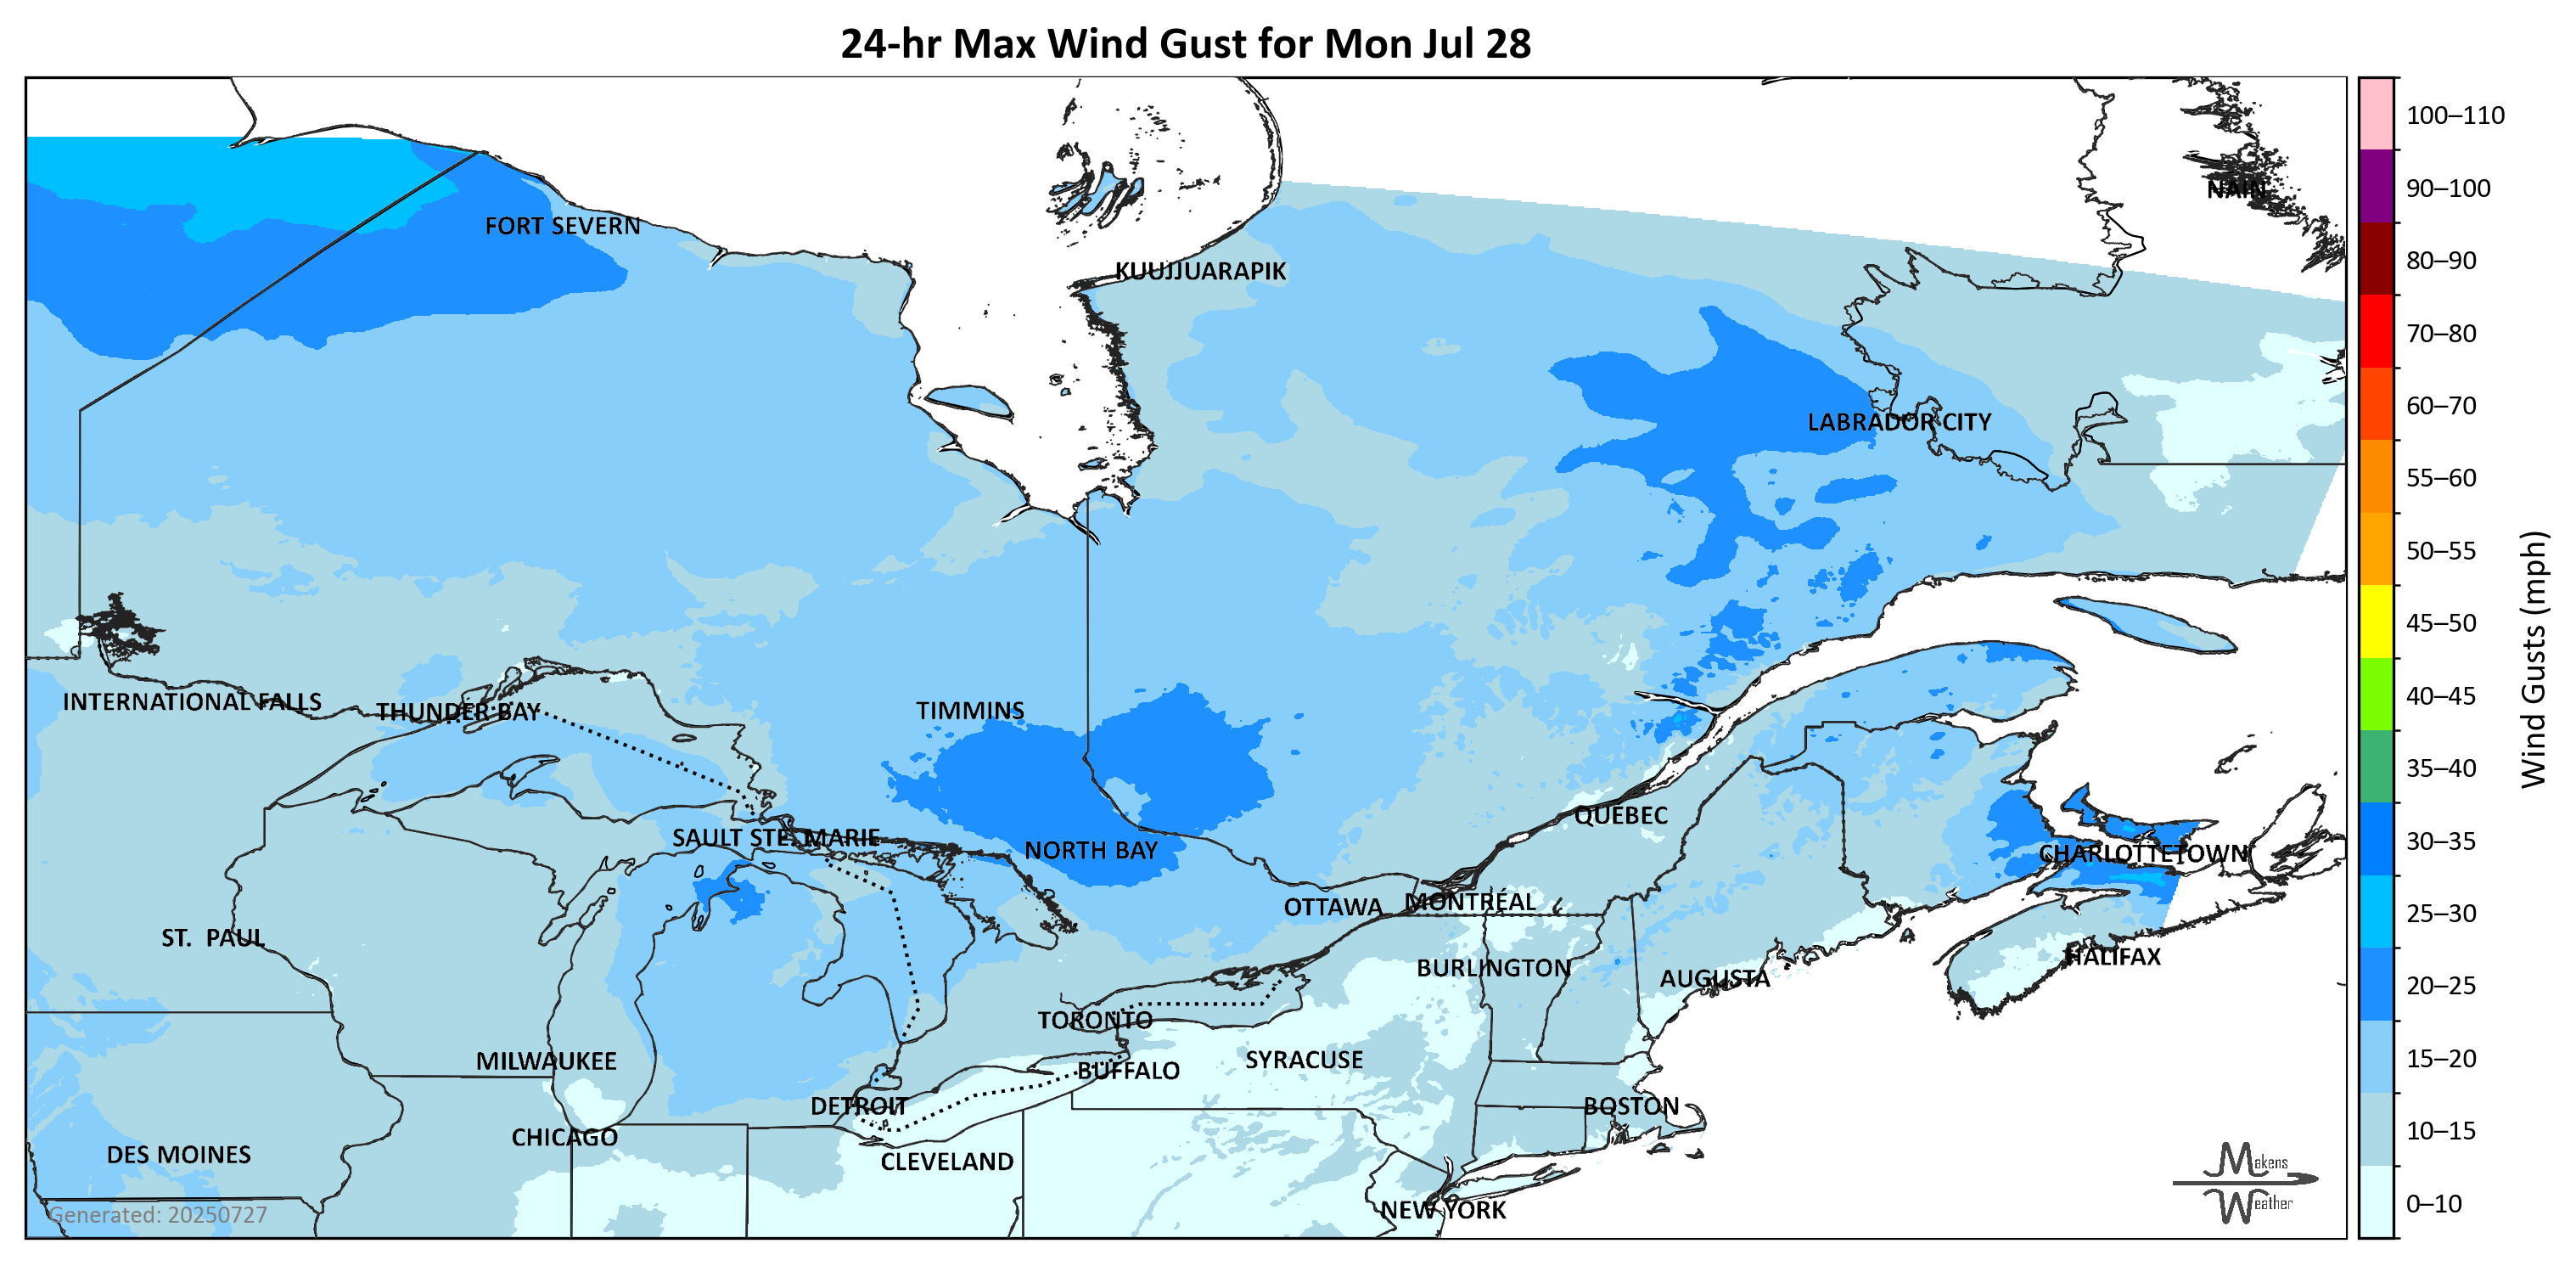 24-hr Max Wind Gust for Mon Jul 28
100–110
90–100
NAIN
FORT SEVERN
80–90
KUUJJUARAPIK
70–80
60–70
LABRADOR CITY
55–60
50–55
45–50
40–45
INTERNATIONAL FALLS
THUNDER BAY
TIMMINS
35–40
Wind Gusts (mph)
QUÉBEC
SAULT STE. MARIE
30–35
NORTH BAY
CHARLOTTETOWN
OTTAWA
MONTRÉAL
25–30
ST. PAUL
HALIFAX
BURLINGTON
AUGUSTA
20–25
TORONTO
MILWAUKEE
SYRACUSE
15–20
BUFFALO
DETROIT
BOSTON
CHICAGO
10–15
DES MOINES
CLEVELAND
Makens
Weather
NEW YORK
0–10
Generated: 20250727